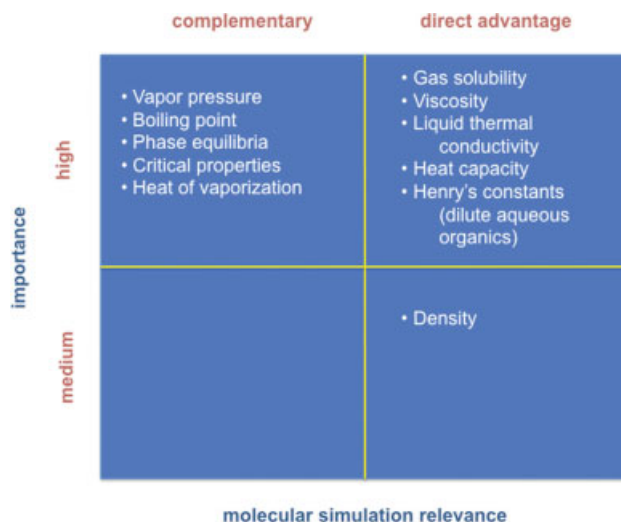 complementary
direct advantage
importance
high
• Vapor pressure
• Boiling point
• Phase equilibria
• Critical properties
• Heat of vaporization
• Gas solubility
• Viscosity
• Liquid thermal
conductivity
• Heat capacity
• Henry's constants
(dilute aqueous
organics)
medium
• Density
molecular simulation relevance